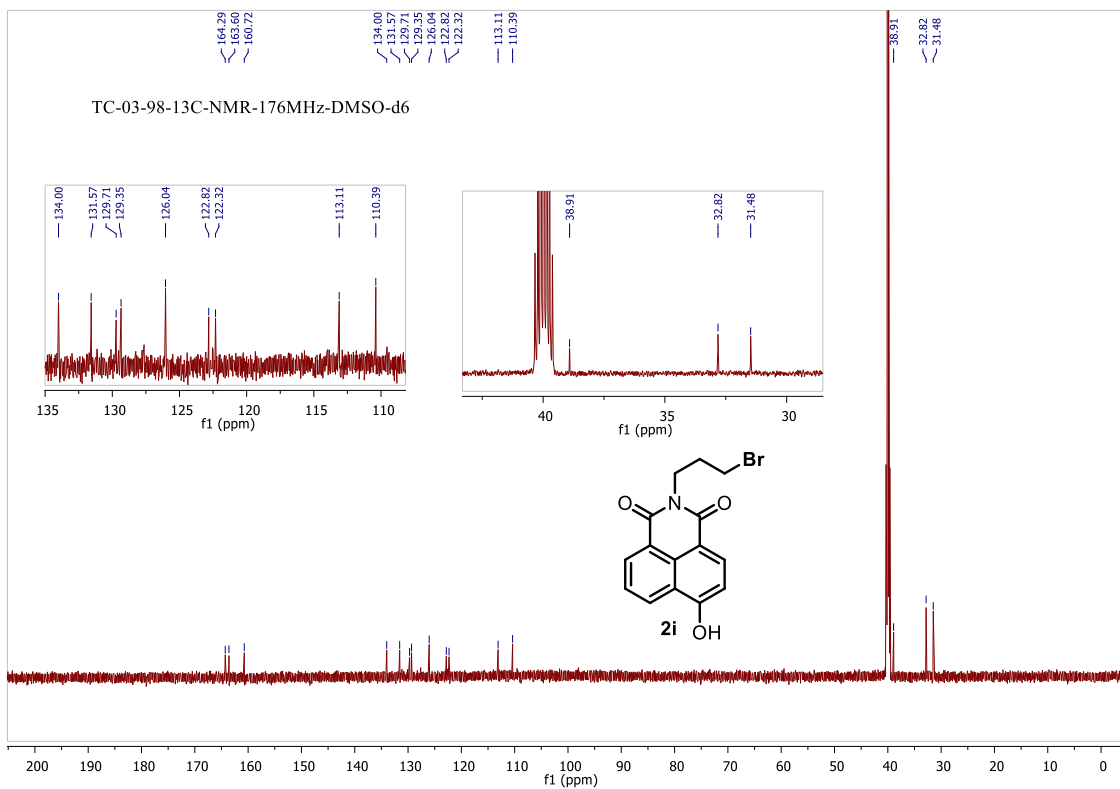 164.29
163.60
160.72
134.00
131.57
129.71
129.35
126.04
122.82
122.32
113.11
110.39
38.91
32.82
31.48
TC-03-98-13C-NMR-176MHz-DMSO-d6
134.00
131.57
129.71
129.35
126.04
122.82
122.32
113.11
110.39
135 130 125 120 115 110
f1 (ppm)
38.91
32.82
31.48
40 35 30
f1 (ppm)
Br
O N O
2i OH
200 190 180 170 160 150 140 130 120 110 100 90 80 70 60 50 40 30 20 10 0
f1 (ppm)